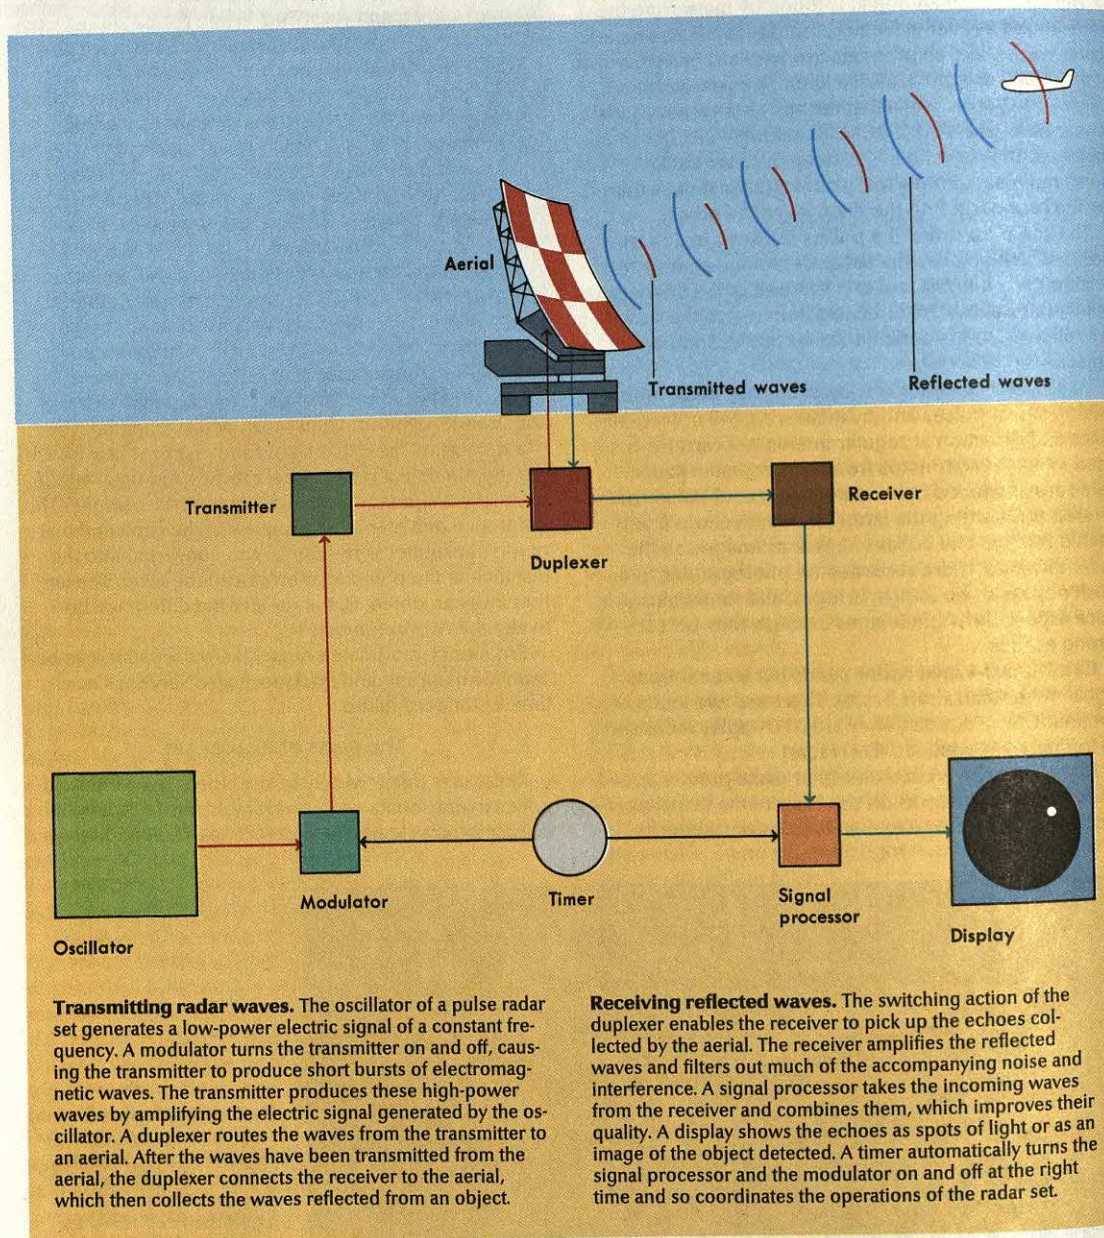 Aerial
Transmitted waves
Reflected waves
Transmitter
Duplexer
Receiver
Oscillator
Modulator
Timer
Signal
processor
Display
Transmitting radar waves. The oscillator of a pulse radar
set generates a low-power electric signal of a constant fre-
quency. A modulator turns the transmitter on and off, caus-
ing the transmitter to produce short bursts of electromag-
netic waves. The transmitter produces these high-power
waves by amplifying the electric signal generated by the os-
cillator. A duplexer routes the waves from the transmitter to
an aerial. After the waves have been transmitted from the
aerial, the duplexer connects the receiver to the aerial,
which then collects the waves reflected from an object.
Receiving reflected waves. The switching action of the
duplexer enables the receiver to pick up the echoes col-
lected by the aerial. The receiver amplifies the reflected
waves and filters out much of the accompanying noise and
interference. A signal processor takes the incoming waves
from the receiver and combines them, which improves their
quality. A display shows the echoes as spots of light or as an
image of the object detected. A timer automatically turns the
signal processor and the modulator on and off at the right
time and so coordinates the operations of the radar set.